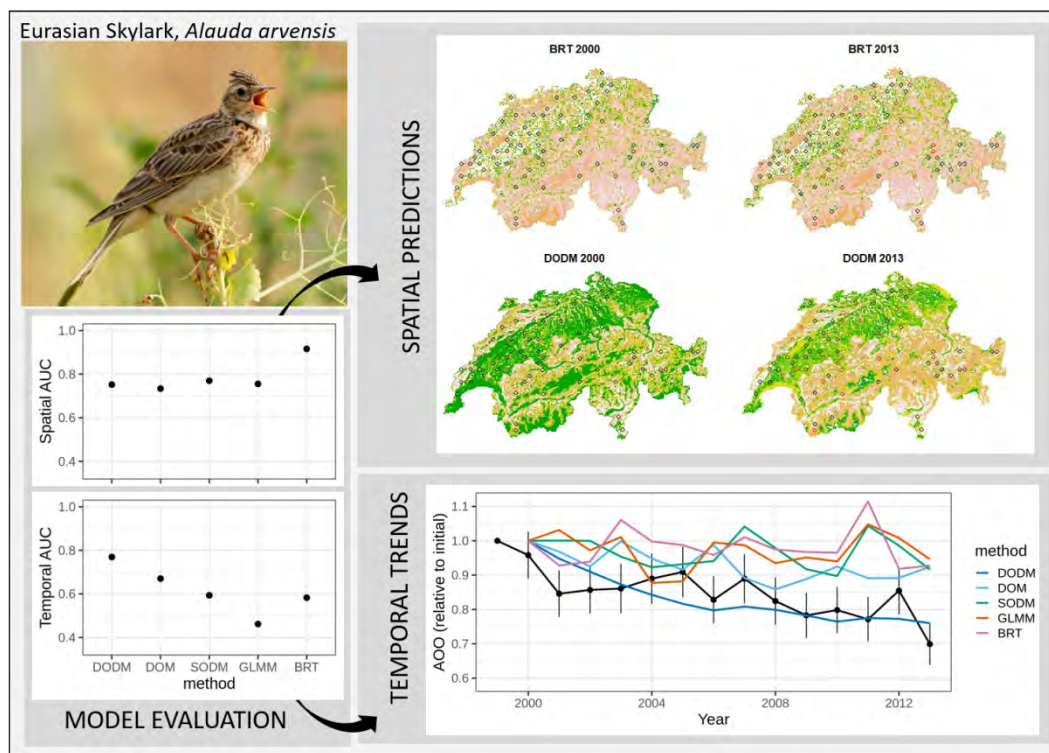 Eurasian Skylark, Alauda arvensis
SPATIAL PREDICTIONS
BRT 2000
BRT 2013
DODM 2000
DODM 2013
Spatial AUC
1.0
0.8
0.6
0.4
Temporal AUC
1.0
0.8
0.6
0.4
DODM DOM SODM GLMM BRT
method
MODEL EVALUATION
TEMPORAL TRENDS
AOO (relative to initial)
1.1
1.0
0.9
0.8
0.7
0.6
2000 2004 2008 2012
Year
method
DODM
DOM
SODM
GLMM
BRT